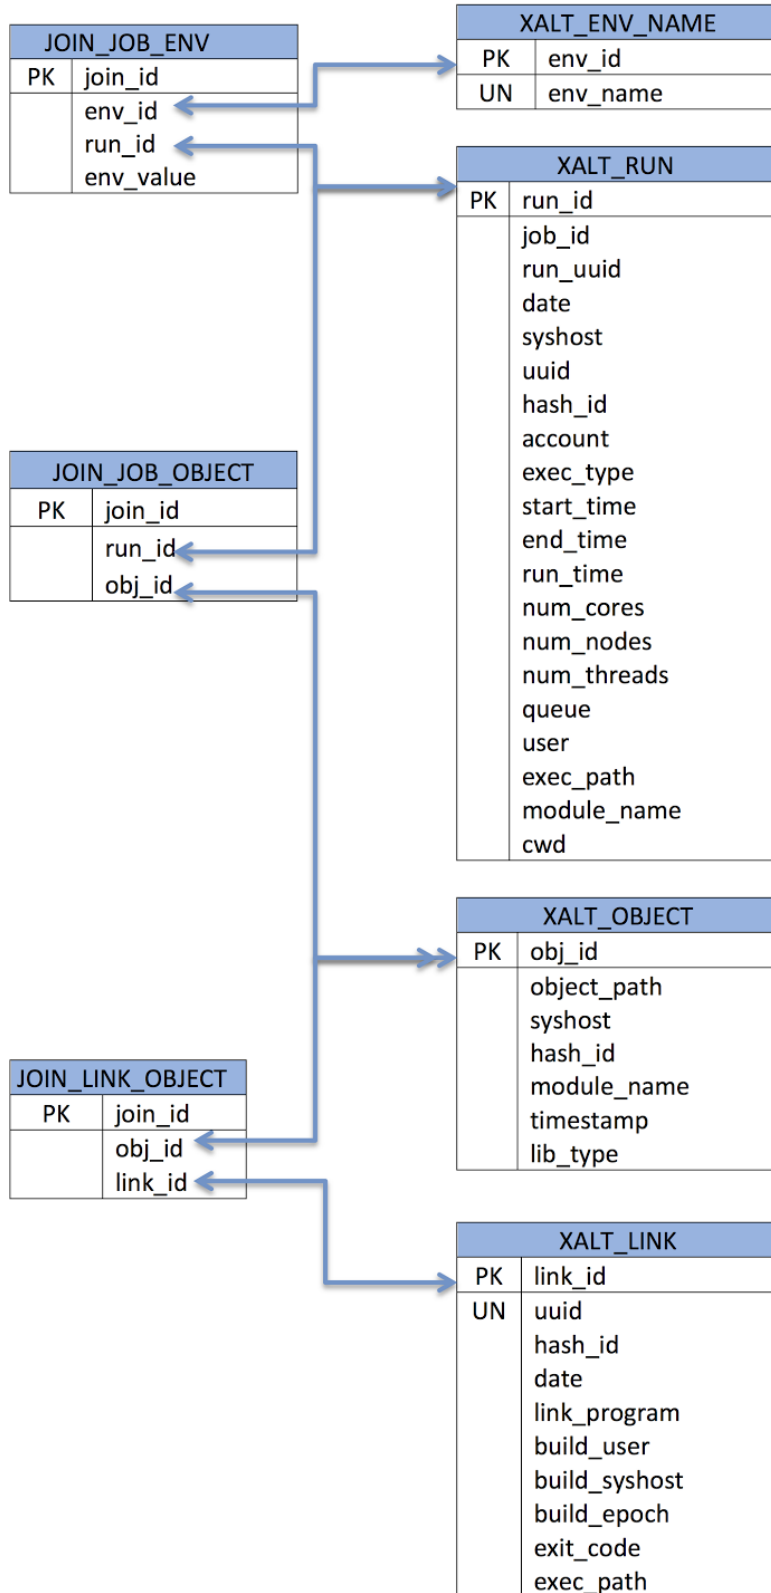 JOIN_JOB_ENV
PK join_id
env_id
run_id
env_value
XALT_ENV_NAME
PK env_id
UN env_name
XALT_RUN
PK run_id
job_id
run_uuid
date
syshost
uuid
hash_id
account
exec_type
start_time
end_time
run_time
num_cores
num_nodes
num_threads
queue
user
exec_path
module_name
cwd
JOIN_JOB_OBJECT
PK join_id
run_id
obj_id
XALT_OBJECT
PK obj_id
object_path
syshost
hash_id
module_name
timestamp
lib_type
JOIN_LINK_OBJECT
PK join_id
obj_id
link_id
XALT_LINK
PK link_id
UN uuid
hash_id
date
link_program
build_user
build_syshost
build_epoch
exit_code
exec_path